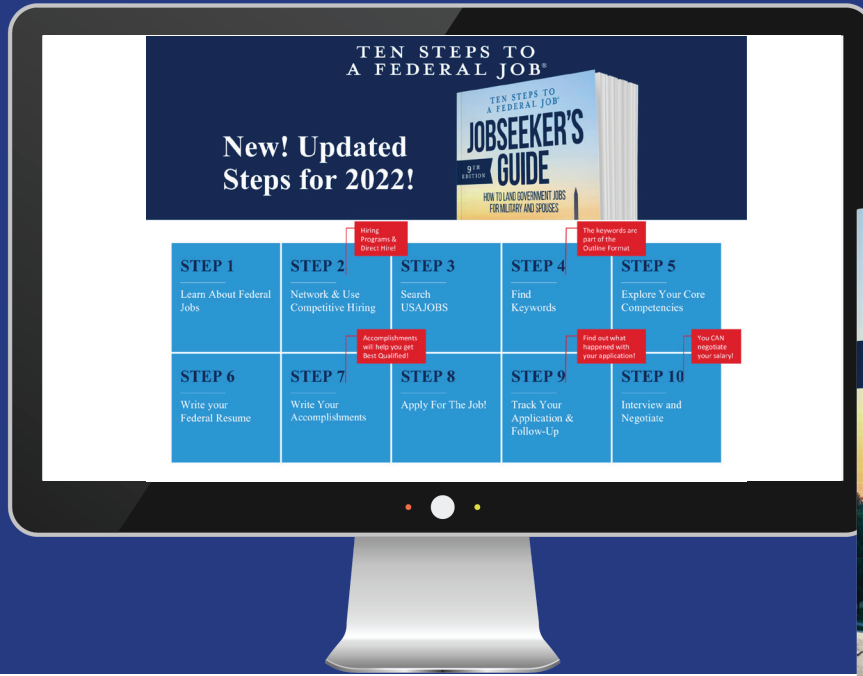 TEN STEPS TO
A FEDERAL JOB®
New! Updated
Steps for 2022!
TEN STEPS TO
A FEDERAL JOB®
JOBSEEKER'S
9TH
EDITION
GUIDE
HOW TO LAND GOVERNMENT JOBS
FOR MILITARY AND SPOUSES
STEP 1
Learn About Federal
Jobs
Hiring
Programs &
Direct Hire!
STEP 2
Network & Use
Competitive Hiring
STEP 3
Search
USAJOBS
The keywords are
part of the
Outline Format
STEP 4
Find
Keywords
STEP 5
Explore Your Core
Competencies
STEP 6
Write your
Federal Resume
Accomplishments
will help you get
Best Qualified!
STEP 7
Write Your
Accomplishments
STEP 8
Apply For The Job!
Find out what
happened with
your application!
STEP 9
Track Your
Application &
Follow-Up
You CAN
negotiate
your salary!
STEP 10
Interview and
Negotiate